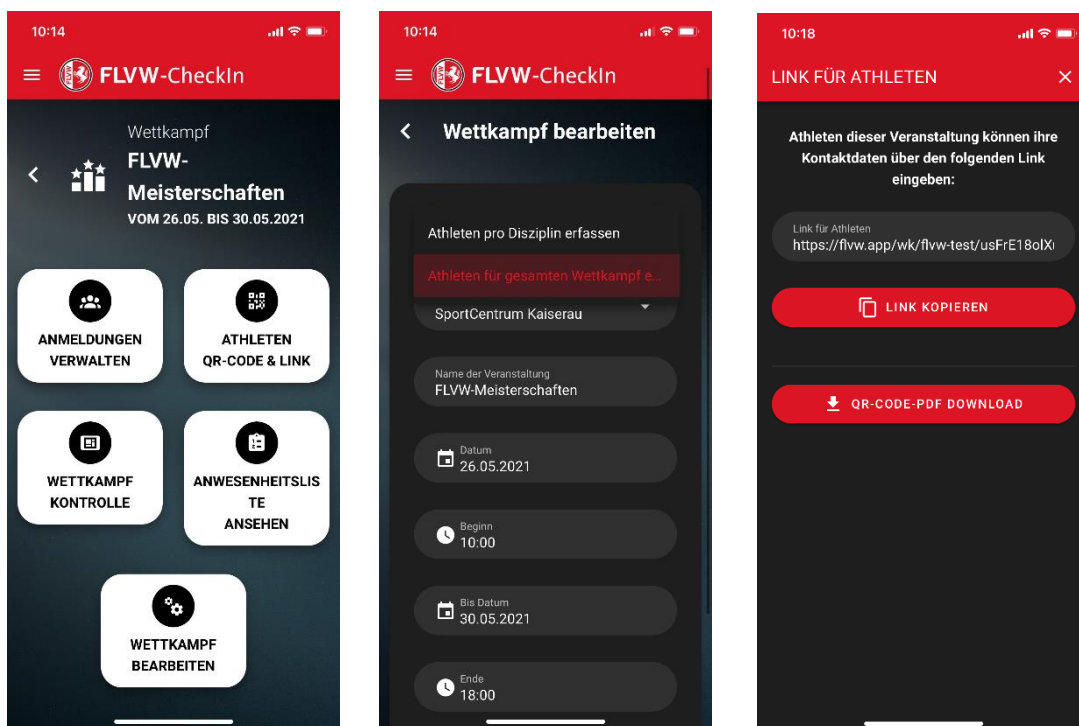 10:14
FLVW-CheckIn
Wettkampf
FLVW-
Meisterschaften
VOM 26.05. BIS 30.05.2021
ANMELDUNGEN
VERWALTEN
ATHLETEN
QR-CODE & LINK
WETTKAMPF
KONTROLLE
ANWESENHEITSLIS
TE
ANSEHEN
WETTKAMPF
BEARBEITEN
10:14
FLVW-CheckIn
Wettkampf bearbeiten
Athleten pro Disziplin erfassen
Athleten für gesamten Wettkampf e...
SportCentrum Kaiserau
Name der Veranstaltung
FLVW-Meisterschaften
Datum
26.05.2021
Beginn
10:00
Bis Datum
30.05.2021
Ende
18:00
10:18
LINK FÜR ATHLETEN
Athleten dieser Veranstaltung können ihre
Kontaktdaten über den folgenden Link
eingeben:
Link für Athleten
https://flvw.app/wk/flvw-test/usFrE18olX
LINK KOPIEREN
QR-CODE-PDF DOWNLOAD